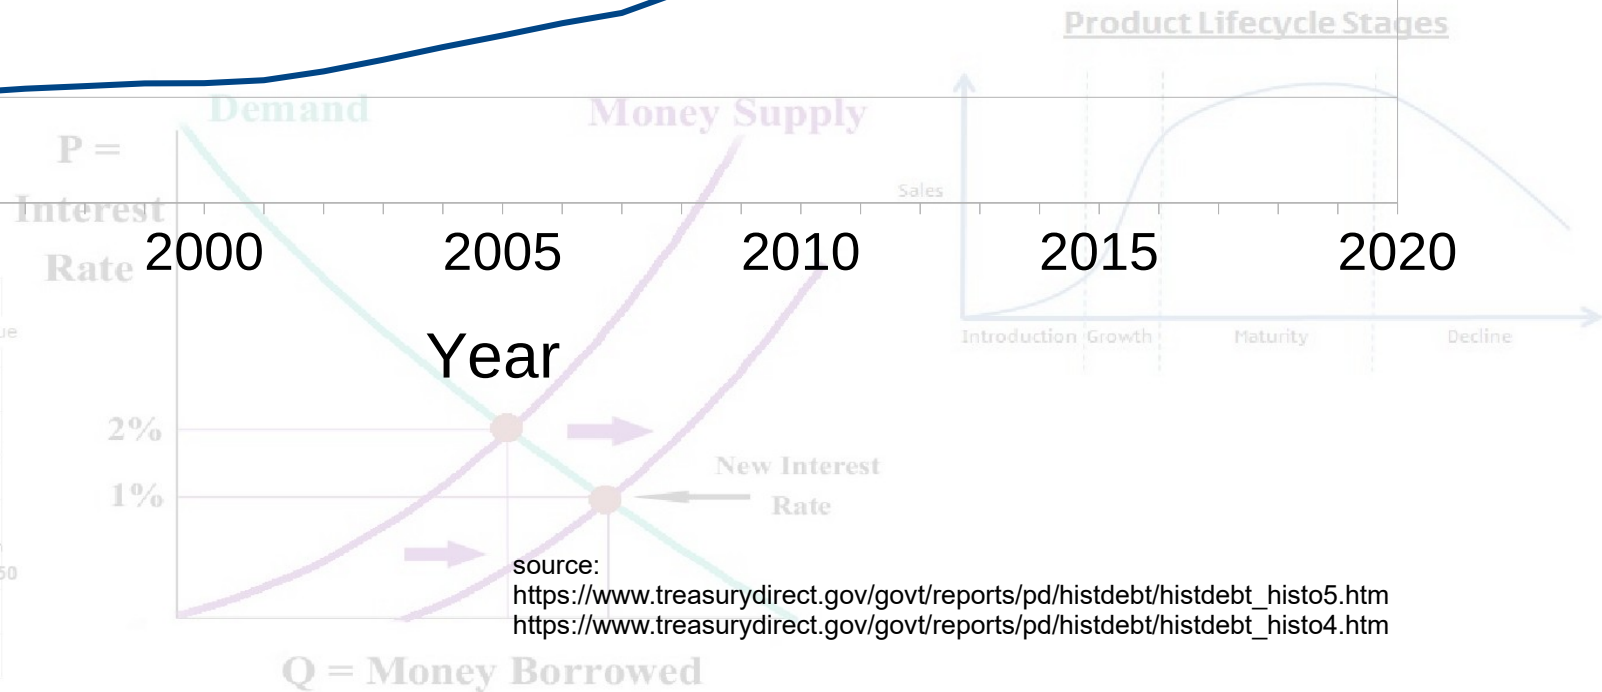 Product Lifecycle Stages
Demand
Money Supply
P =
Interest
Rate
Sales
2000
2005
2010
2015
2020
Introduction
Growth
Maturity
Decline
Year
2%
1%
New Interest
Rate
source:
https://www.treasurydirect.gov/govt/reports/pd/histdebt/histdebt_histo5.htm
https://www.treasurydirect.gov/govt/reports/pd/histdebt/histdebt_histo4.htm
Q = Money Borrowed